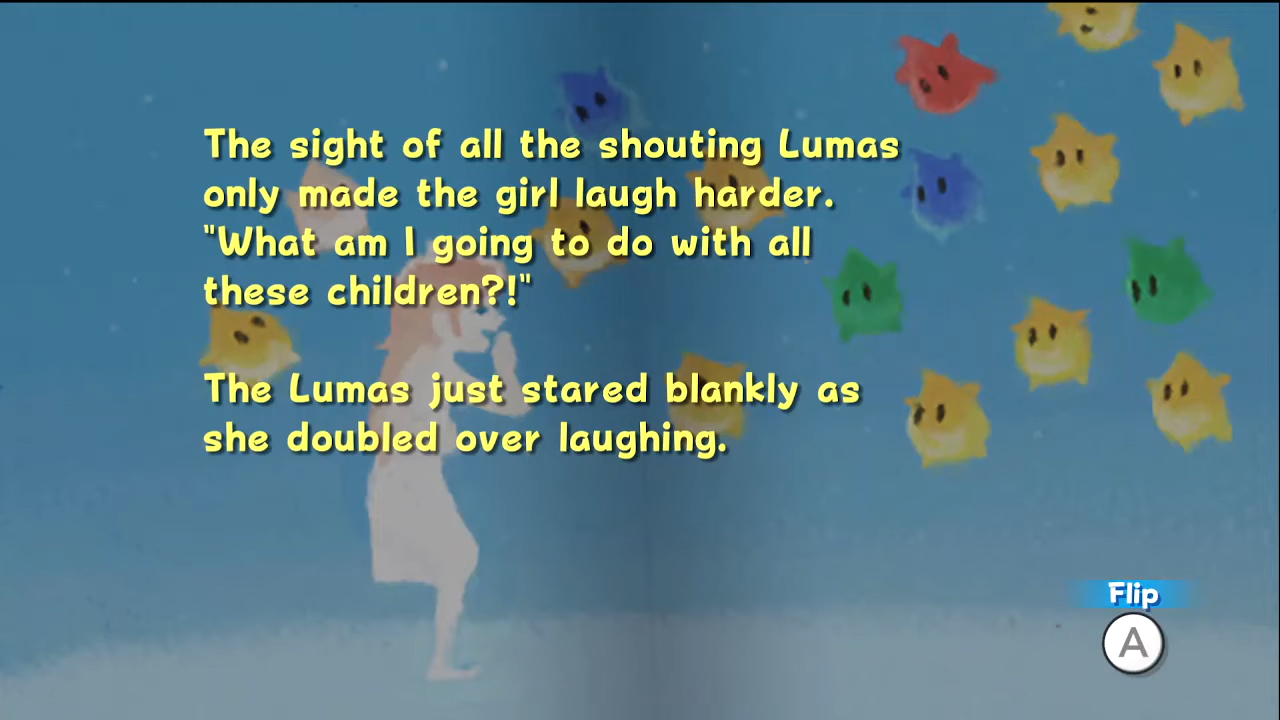 The sight of all the shouting Lumas
only made the girl laugh harder.
"What am I going to do with all
these children?!"
The Lumas just stared blankly as
she doubled over laughing.
Flip
A